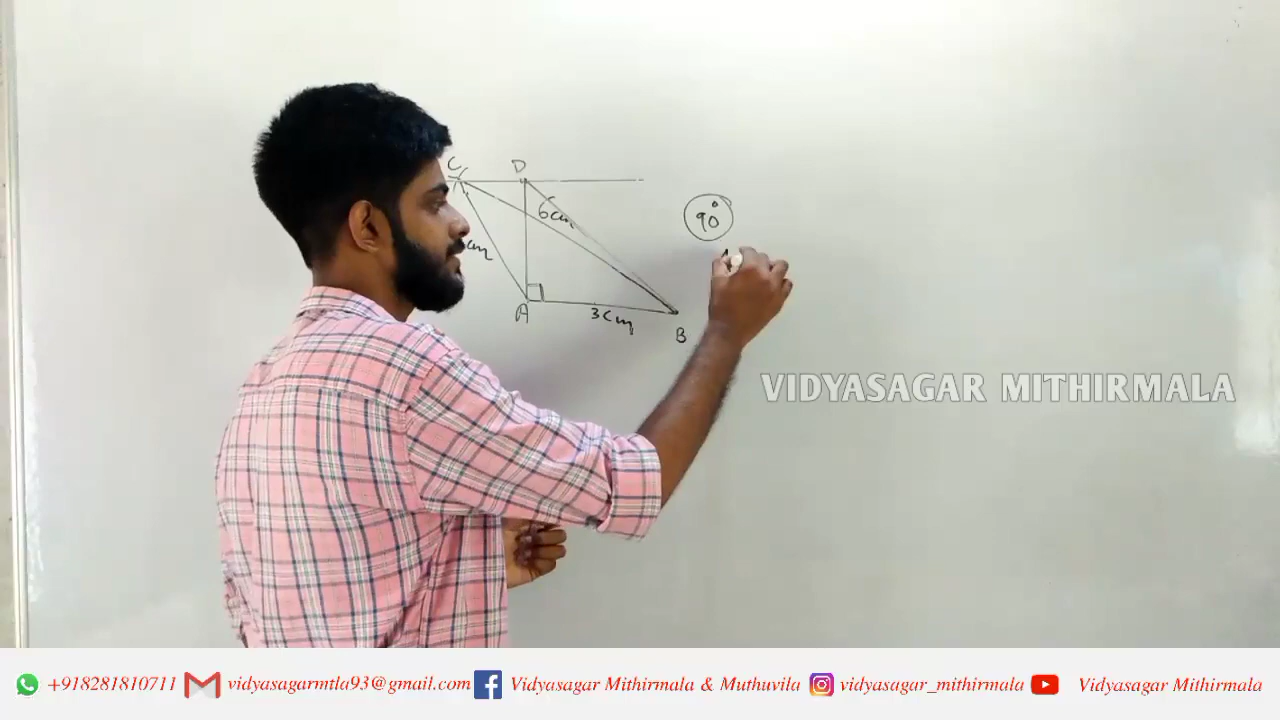 C D
6cm
90°
cm
A 3cm
B
VIDYASAGAR MITHIRMALA
+918281810711 vidyasagarmtla93@gmail.com Vidyasagar Mithirmala & Muthuvila vidyasagar_mithirmala Vidyasagar Mithirmala